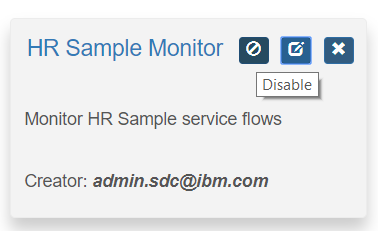 HR Sample Monitor
Disable
Monitor HR Sample service flows
Creator: admin.sdc@ibm.com